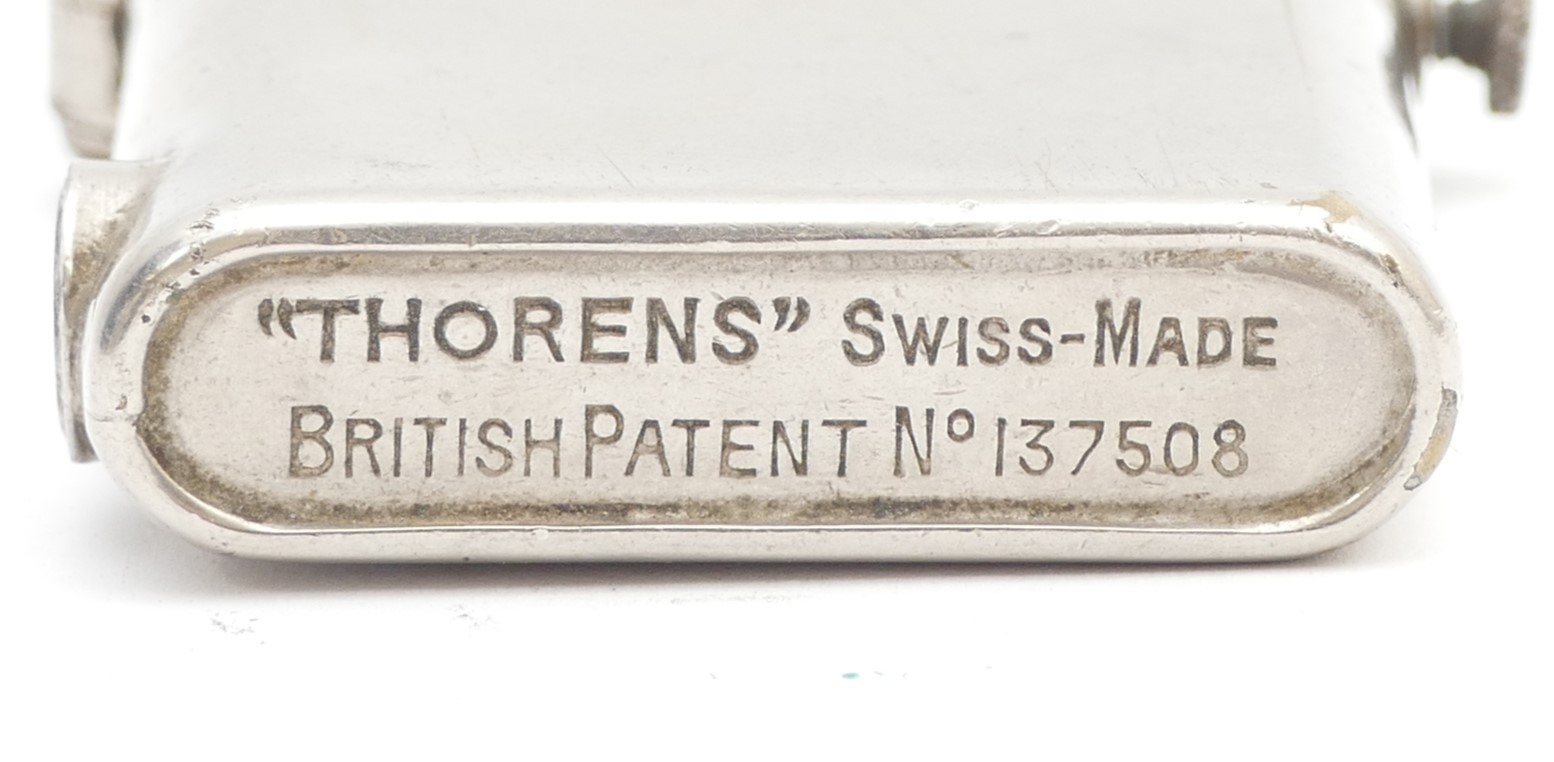 “THORENS” SWISS-MADE
BRITISH PATENT Nº 137508